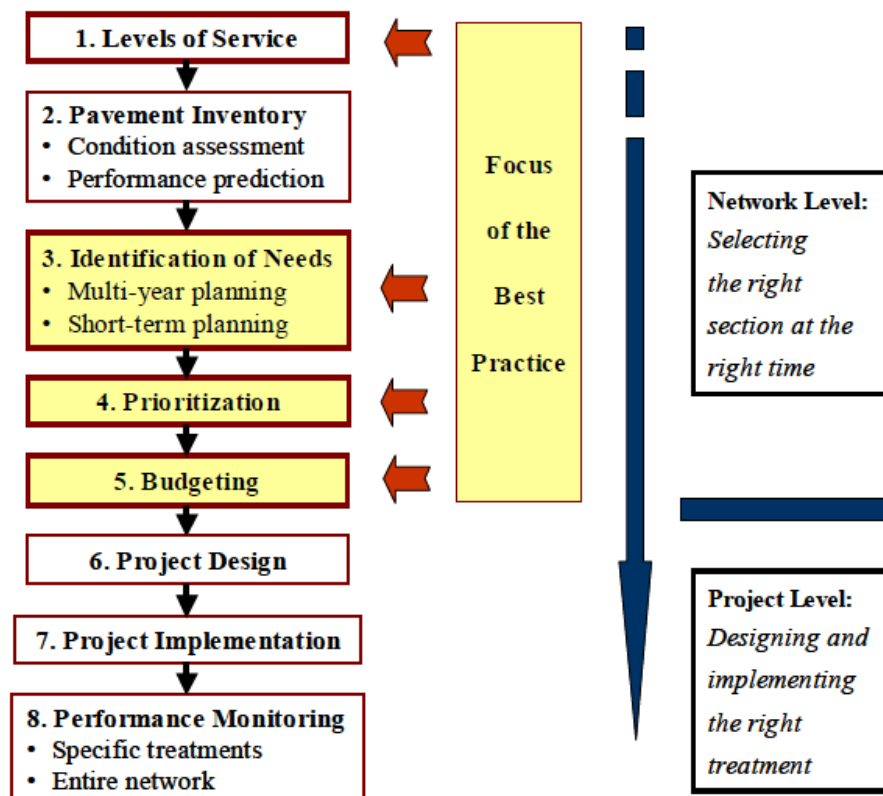 1. Levels of Service
2. Pavement Inventory
• Condition assessment
• Performance prediction
3. Identification of Needs
• Multi-year planning
• Short-term planning
4. Prioritization
5. Budgeting
6. Project Design
7. Project Implementation
8. Performance Monitoring
• Specific treatments
• Entire network
Focus
of the
Best
Practice
Network Level:
Selecting
the right
section at the
right time
Project Level:
Designing and
implementing
the right
treatment